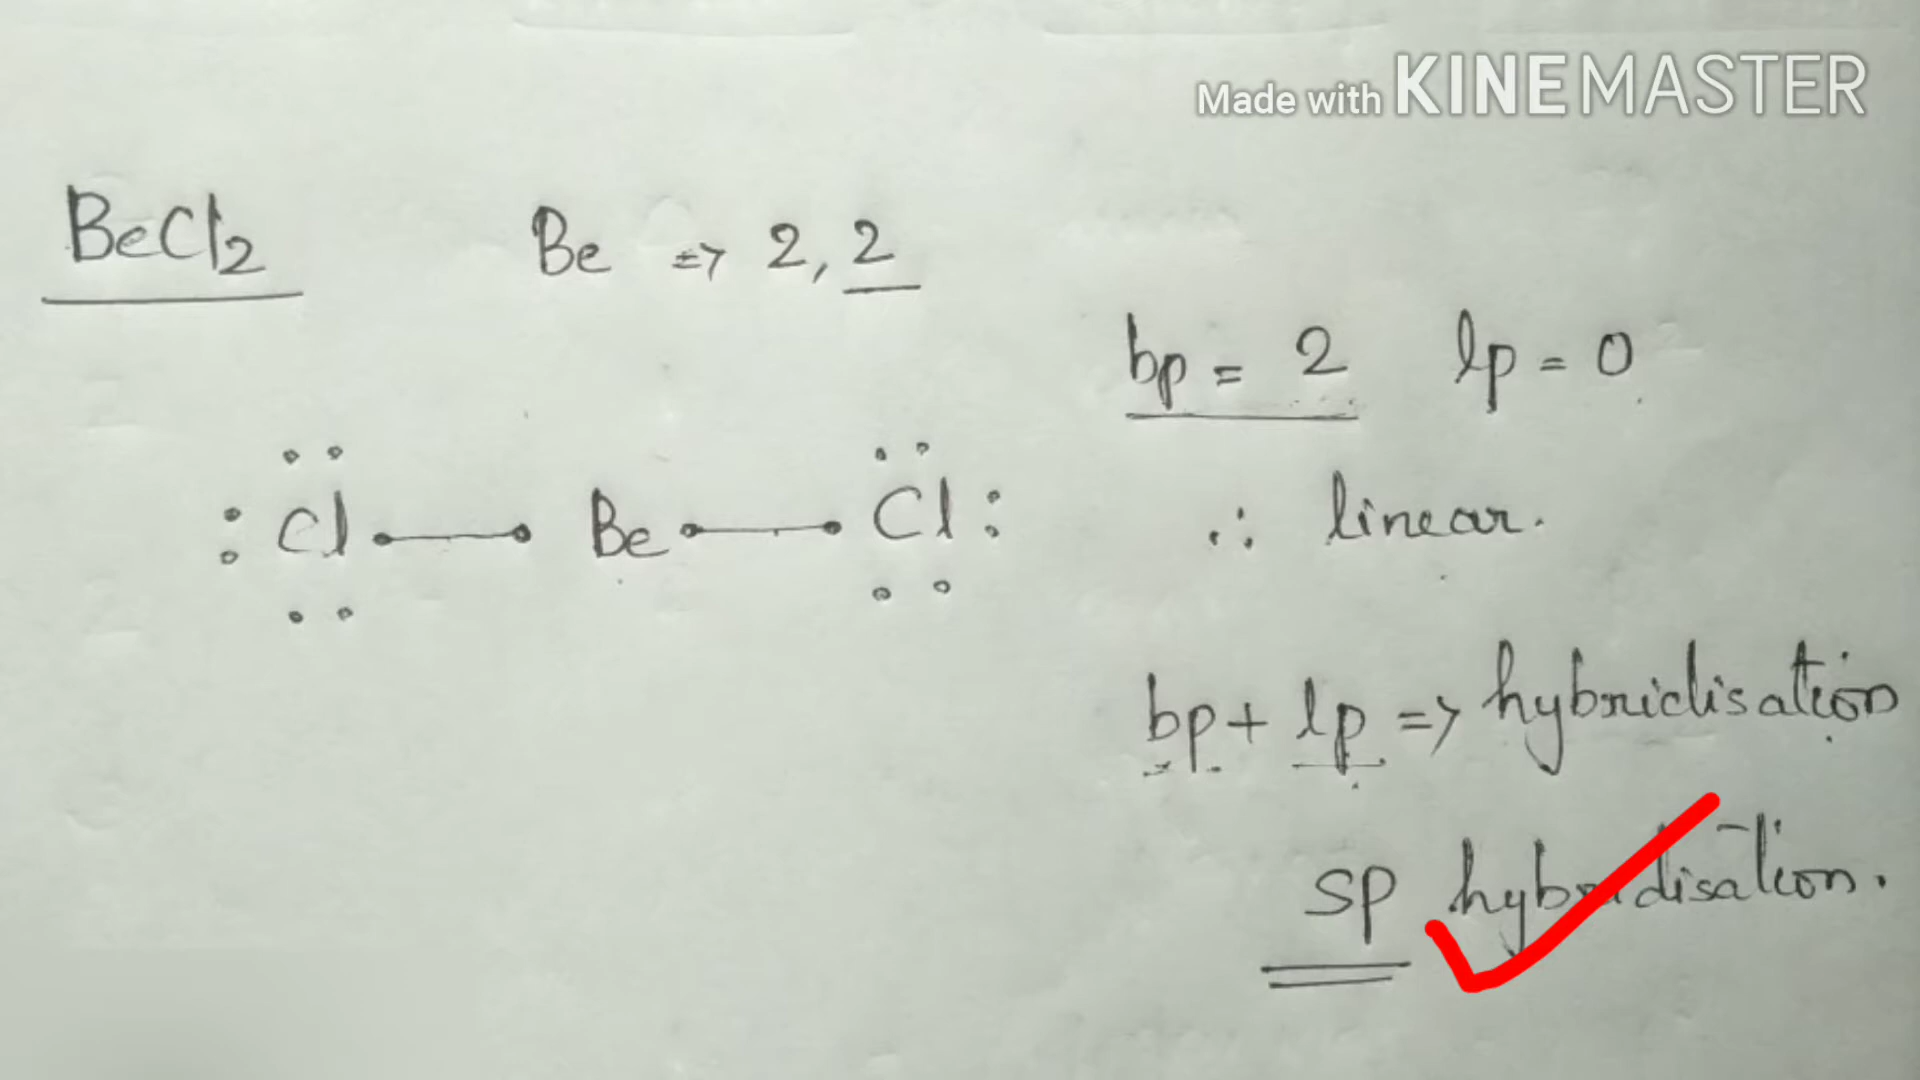 Made with KINEMASTER
BeCl2
Be => 2, 2
bp = 2 lp = 0
Cl — Be — Cl
∴ linear.
bp + lp => hybridisation
sp hybridisation.